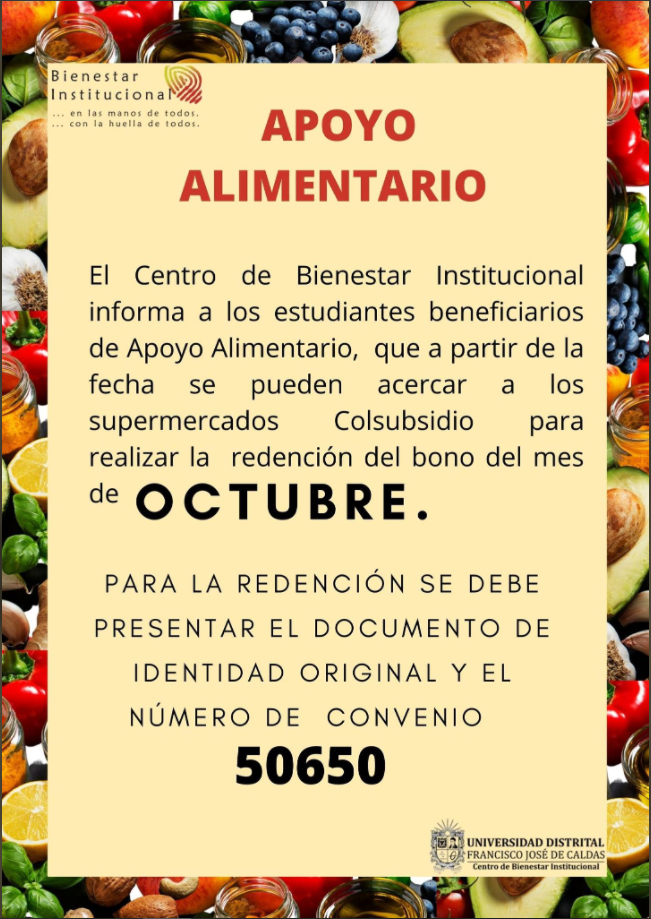 Bienestar
Institucional
... en las manos de todos.
... con la huella de todos.
APOYO
ALIMENTARIO
El Centro de Bienestar Institucional
informa a los estudiantes beneficiarios
de Apoyo Alimentario, que a partir de la
fecha se pueden acercar a los
supermercados Colsubsidio para
realizar la redención del bono del mes
de OCTUBRE.
PARA LA REDENCIÓN SE DEBE
PRESENTAR EL DOCUMENTO DE
IDENTIDAD ORIGINAL Y EL
NÚMERO DE CONVENIO
50650
UNIVERSIDAD DISTRITAL
FRANCISCO JOSÉ DE CALDAS
Centro de Bienestar Institucional